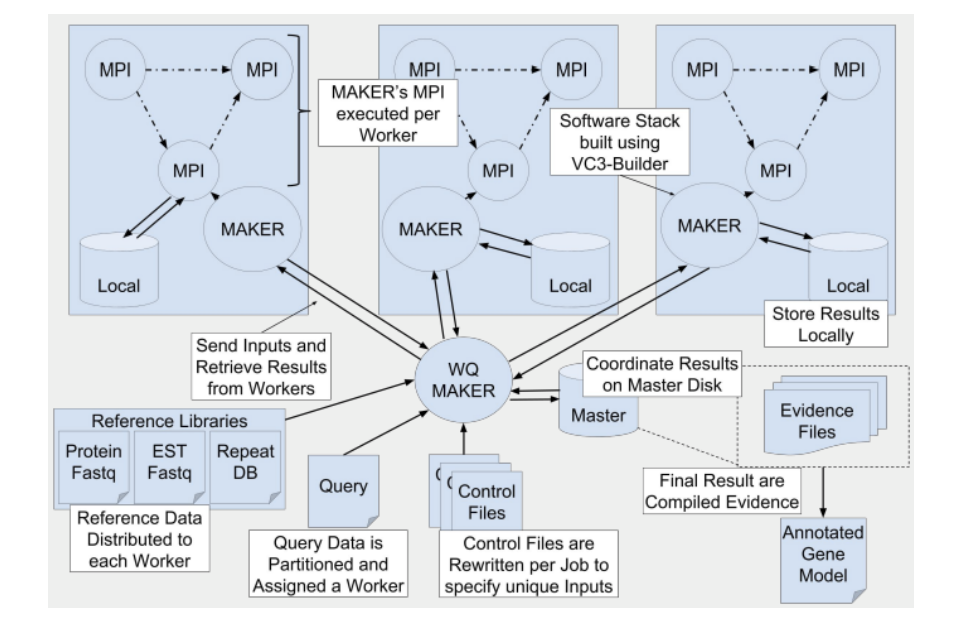 MPI
MPI
MPI
MAKER
Local
MAKER's MPI
executed per
Worker
MPI
MPI
MPI
MAKER
Local
Software Stack
built using
VC3-Builder
MPI
MPI
MPI
MAKER
Local
Store Results
Locally
Send Inputs and
Retrieve Results
from Workers
WQ
MAKER
Coordinate Results
on Master Disk
Master
Evidence
Files
Reference Libraries
Protein
Fastq
EST
Fastq
Repeat
DB
Reference Data
Distributed to
each Worker
Query
Query Data is
Partitioned and
Assigned a Worker
Control
Files
Control Files are
Rewritten per Job to
specify unique Inputs
Final Result are
Compiled Evidence
Annotated
Gene
Model